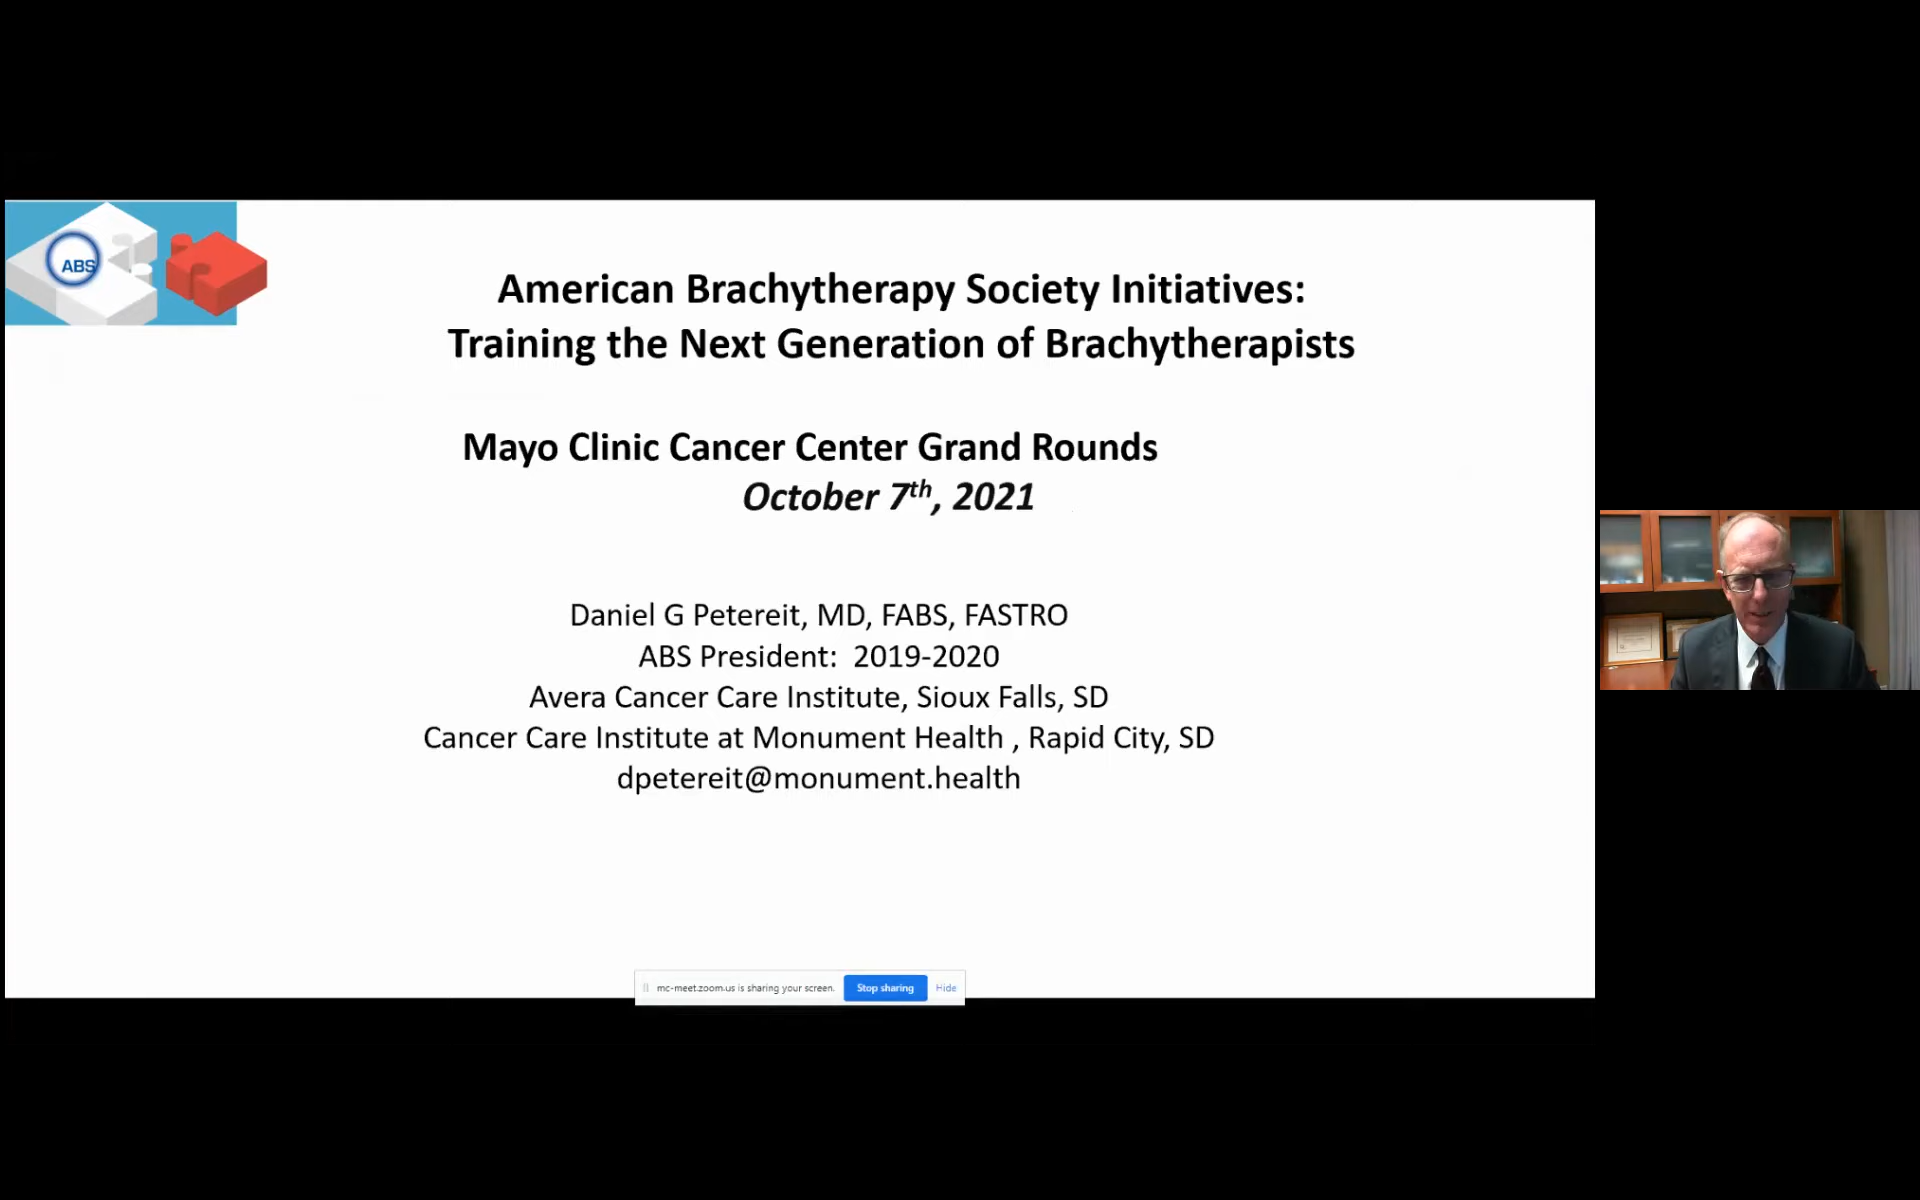 ABS
American Brachytherapy Society Initiatives:
Training the Next Generation of Brachytherapists
Mayo Clinic Cancer Center Grand Rounds
October 7th, 2021
Daniel G Petereit, MD, FABS, FASTRO
ABS President:  2019-2020
Avera Cancer Care Institute, Sioux Falls, SD
Cancer Care Institute at Monument Health , Rapid City, SD
dpetereit@monument.health
mc-meet.zoom.us is sharing your screen.
Stop sharing
Hide